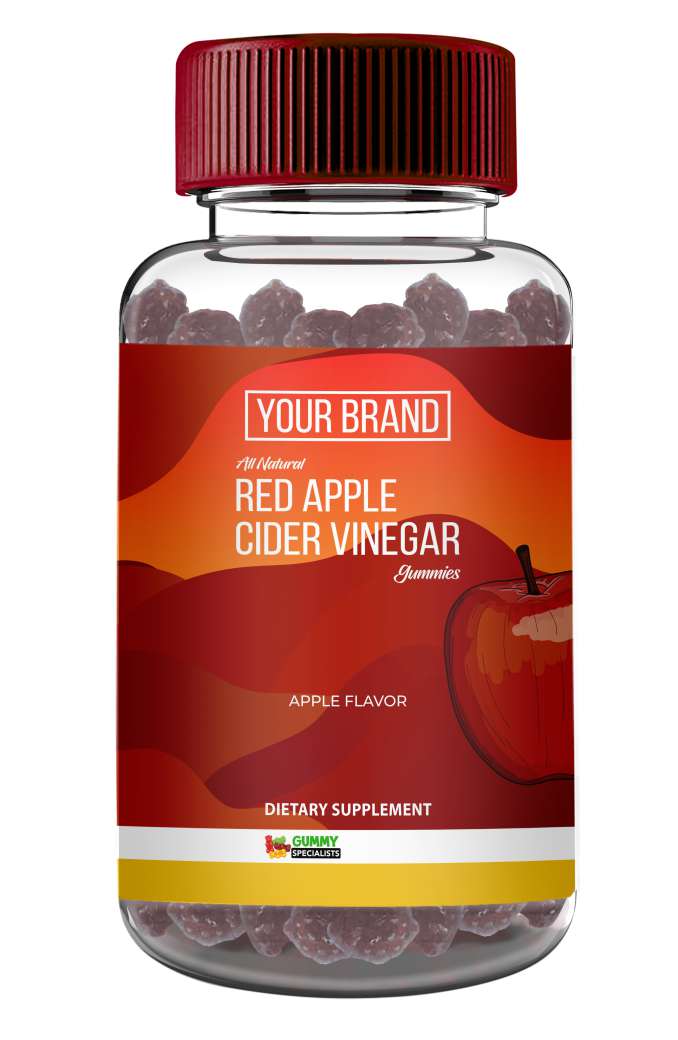 YOUR BRAND
All Natural
RED APPLE
CIDER VINEGAR
gummies
APPLE FLAVOR
DIETARY SUPPLEMENT
GUMMY
SPECIALISTS